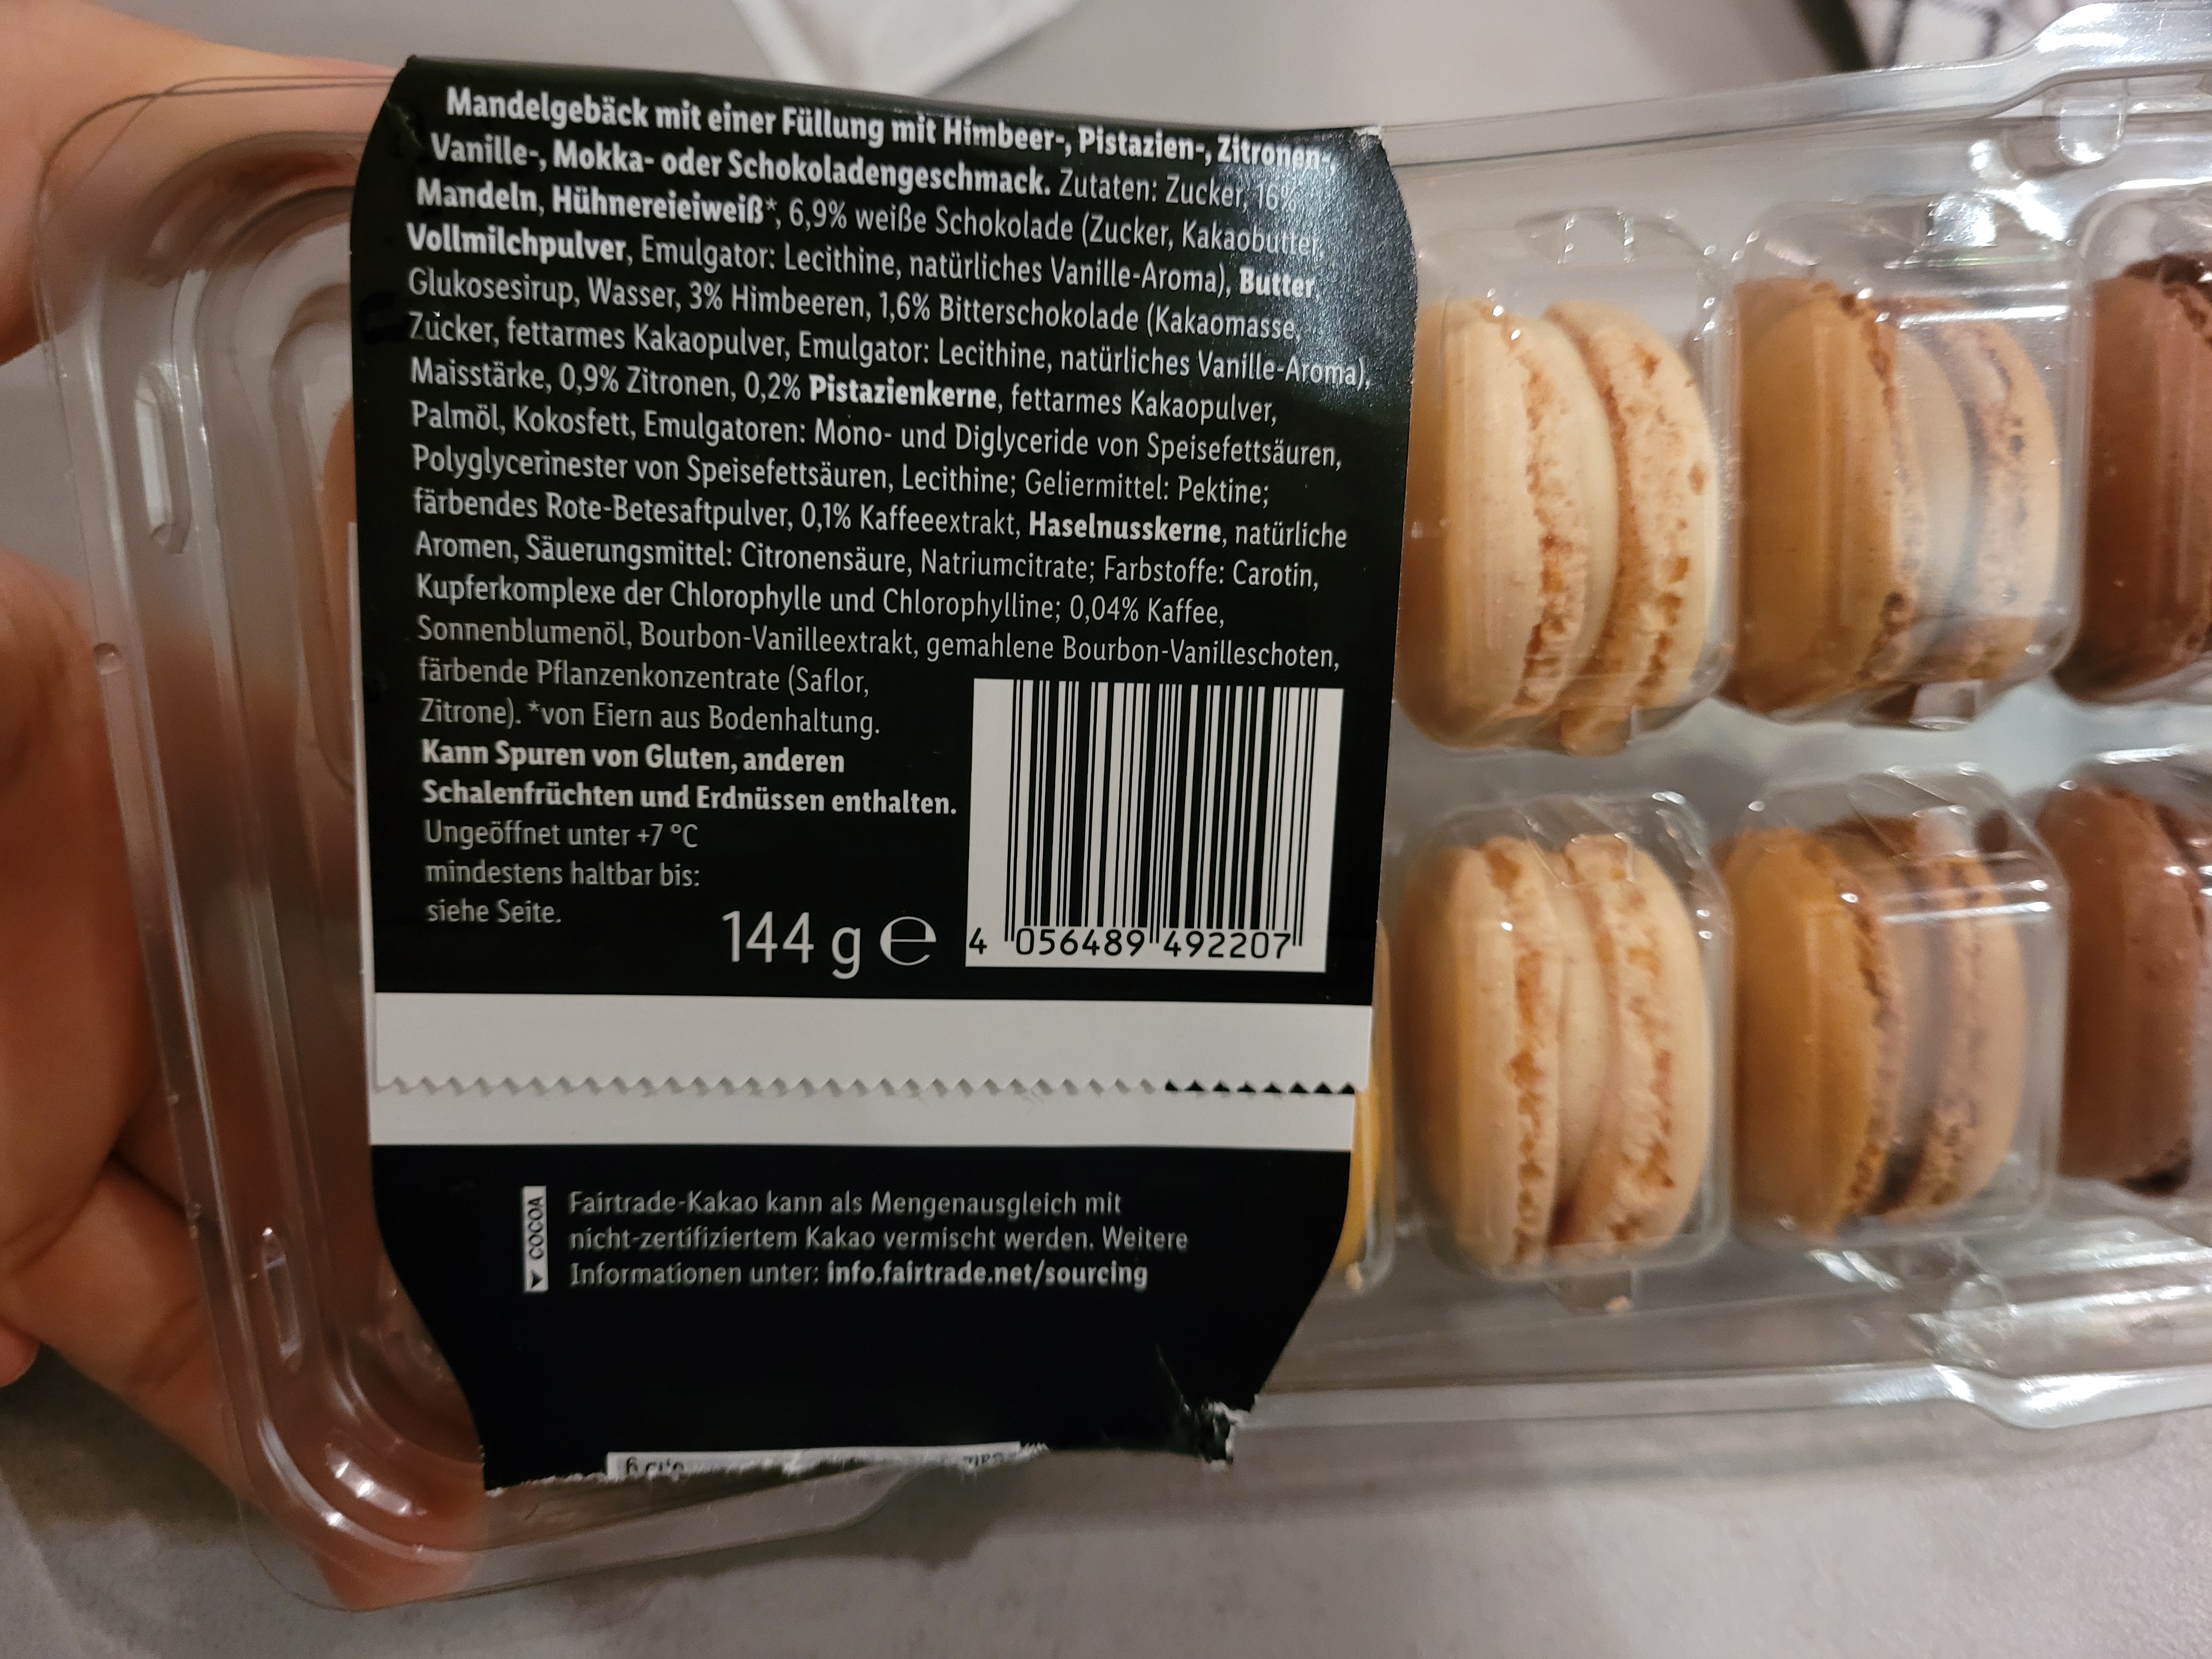 Mandelgebäck mit einer Füllung mit Himbeer-, Pistazien-, Zitronen-,
Vanille-, Mokka- oder Schokoladengeschmack. Zutaten: Zucker, 16%
Mandeln, Hühnereieiweiß*, 6,9% weiße Schokolade (Zucker, Kakaobutter,
Vollmilchpulver, Emulgator: Lecithine, natürliches Vanille-Aroma), Butter,
Glukosesirup, Wasser, 3% Himbeeren, 1,6% Bitterschokolade (Kakaomasse,
Zucker, fettarmes Kakaopulver, Emulgator: Lecithine, natürliches Vanille-Aroma),
Maisstärke, 0,9% Zitronen, 0,2% Pistazienkerne, fettarmes Kakaopulver,
Palmöl, Kokosfett, Emulgatoren: Mono- und Diglyceride von Speisefettsäuren,
Polyglycerinester von Speisefettsäuren, Lecithine; Geliermittel: Pektine;
färbendes Rote-Betesaftpulver, 0,1% Kaffeeextrakt, Haselnusskerne, natürliche
Aromen, Säuerungsmittel: Citronensäure, Natriumcitrate; Farbstoffe: Carotin,
Kupferkomplexe der Chlorophylle und Chlorophylline; 0,04% Kaffee,
Sonnenblumenöl, Bourbon-Vanilleextrakt, gemahlene Bourbon-Vanilleschoten,
färbende Pflanzenkonzentrate (Saflor,
Zitrone). *von Eiern aus Bodenhaltung.
Kann Spuren von Gluten, anderen
Schalenfrüchten und Erdnüssen enthalten.
Ungeöffnet unter +7 °C
mindestens haltbar bis:
siehe Seite.
144 g e
4 056489 492207
COCOA
Fairtrade-Kakao kann als Mengenausgleich mit
nicht-zertifiziertem Kakao vermischt werden. Weitere
Informationen unter: info.fairtrade.net/sourcing